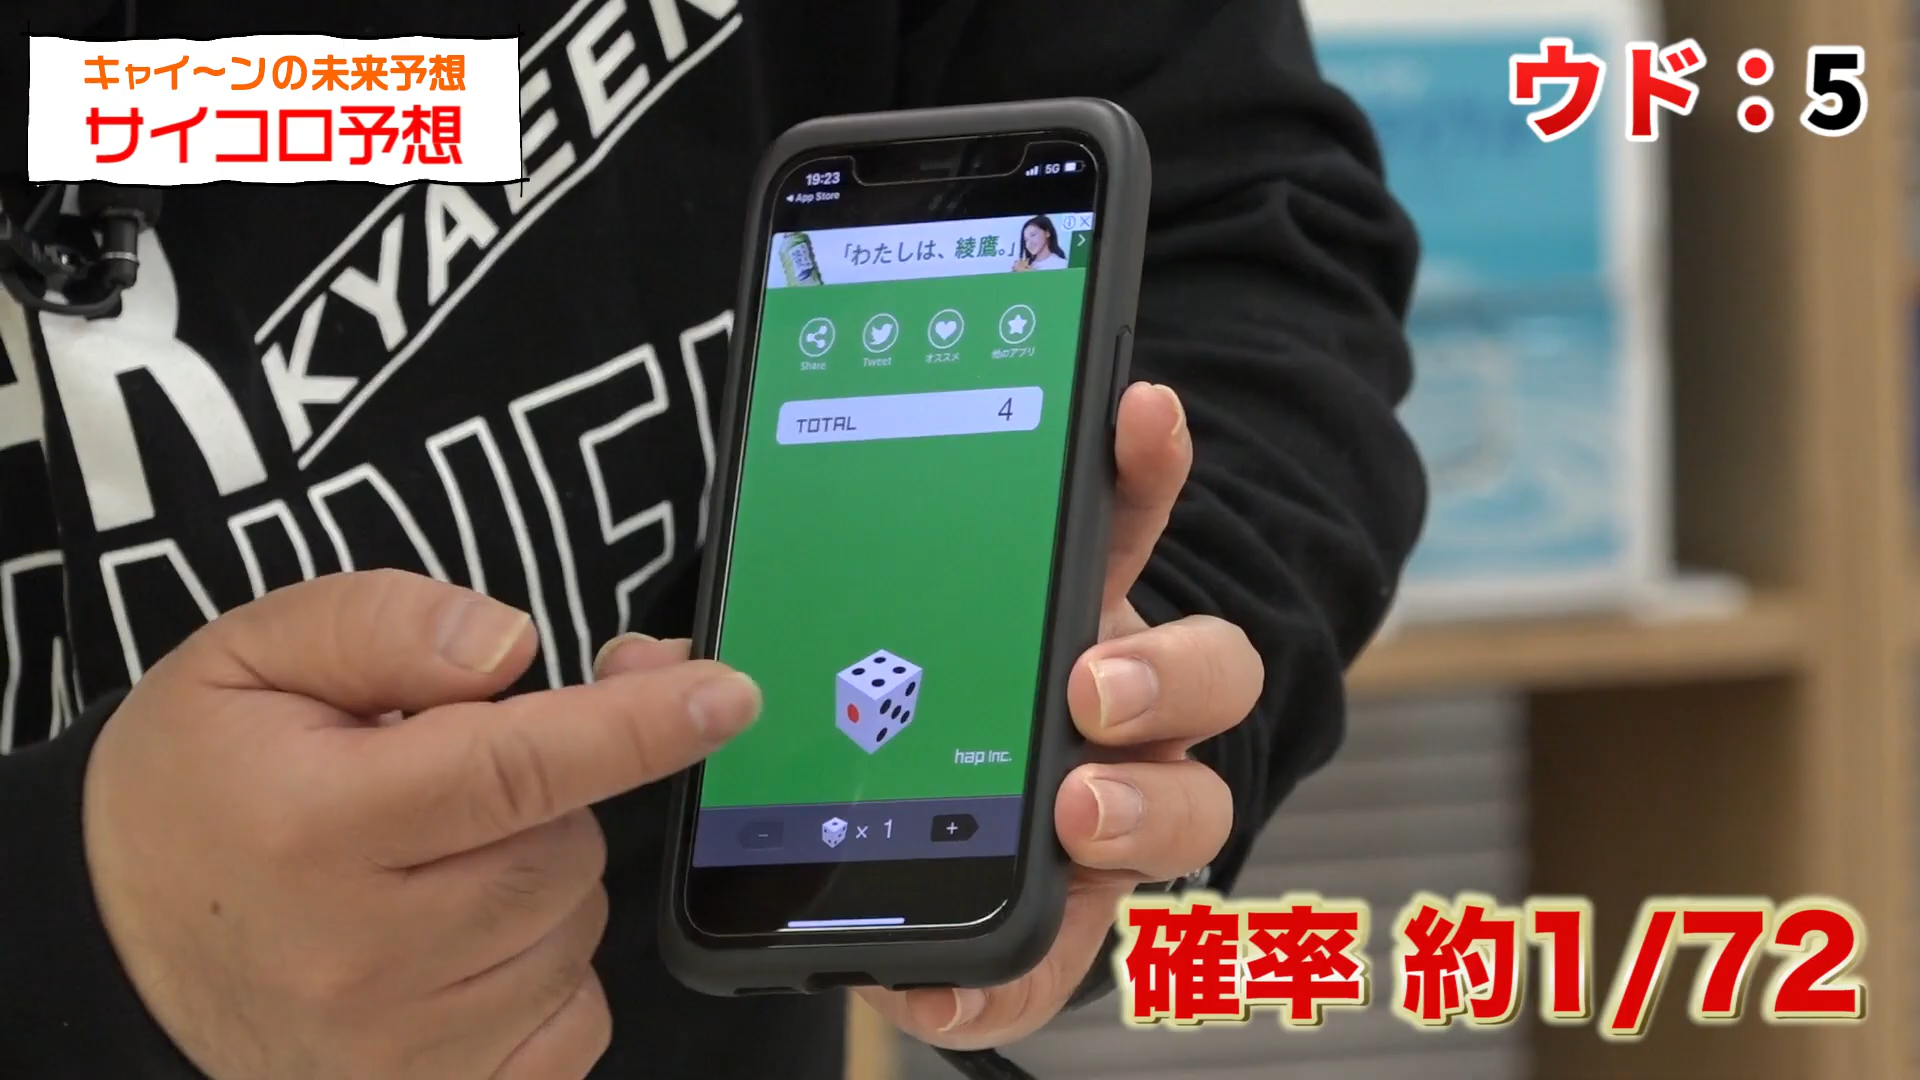 キャイ〜ンの未来予想
サイコロ予想
ウド：5
KYAEEN
19:23
5G
App Store
「わたしは、綾鷹。」
Share
Tweet
オススメ
他のアプリ
TOTAL 4
hap inc.
− x 1 +
確率 約1/72